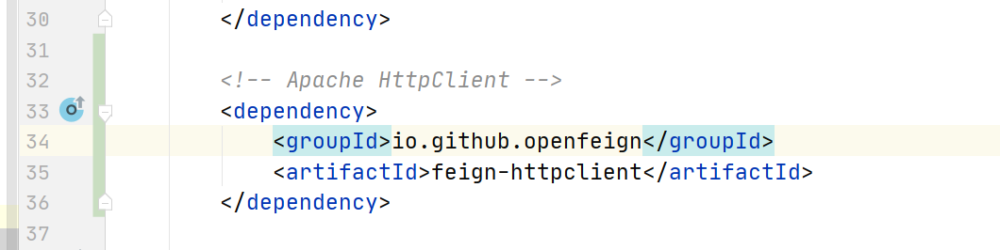 30 </dependency>
31
32 <!-- Apache HttpClient -->
33 <dependency>
34 <groupId>io.github.openfeign</groupId>
35 <artifactId>feign-httpclient</artifactId>
36 </dependency>
37